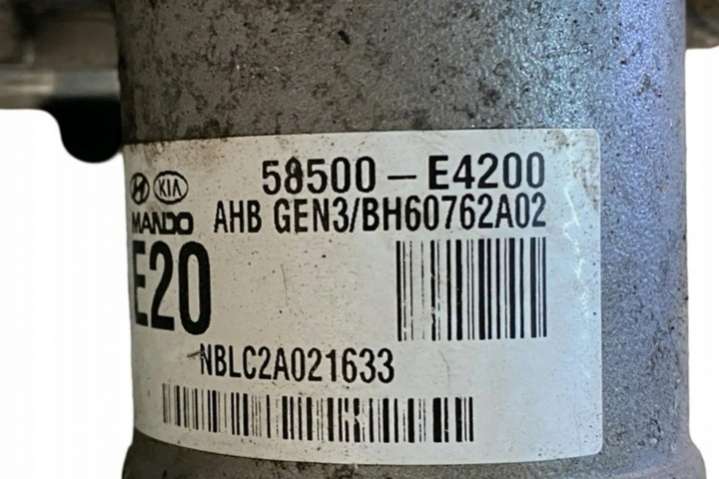 58500-E4200
KIA
MANDO AHB GEN3/BH60762A02
E20
NBLC2A021633